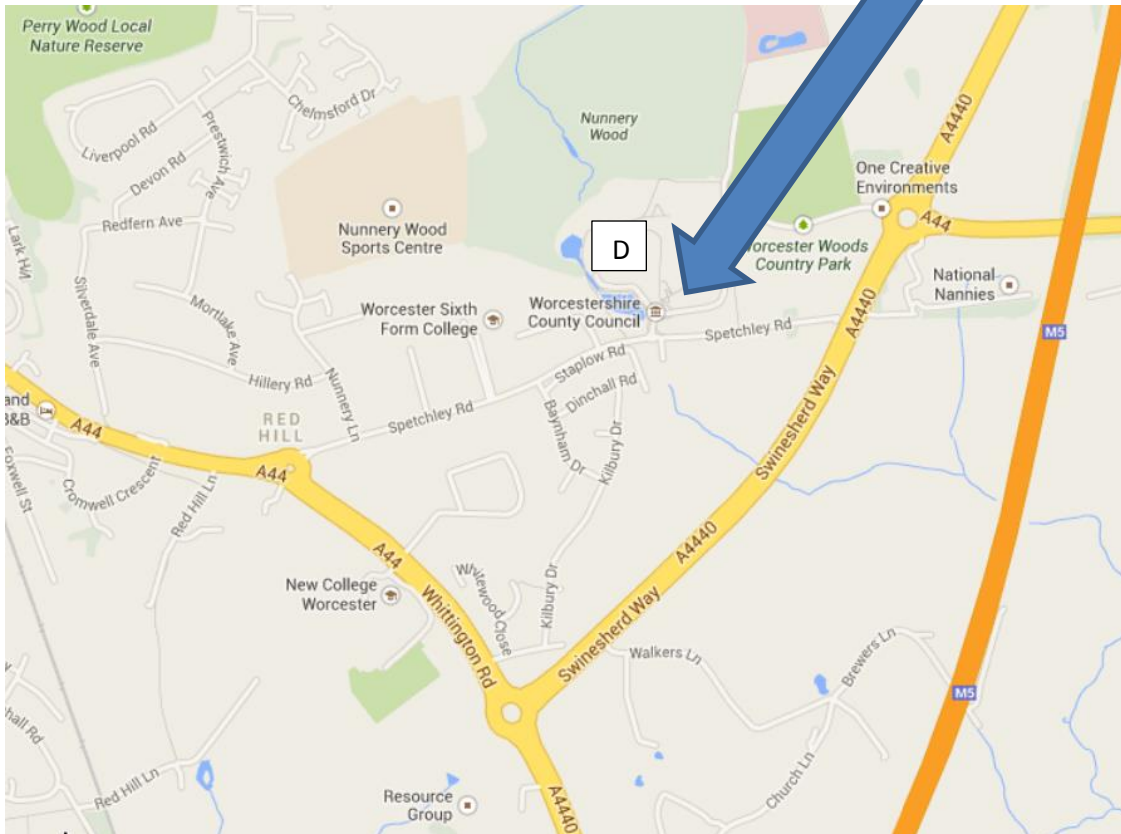 Perry Wood Local
Nature Reserve
Chelmsford Dr
Liverpool Rd
Prestwich Ave
Devon Rd
Redfern Ave
Nunnery
Wood
A4440
One Creative
Environments
A44
Nunnery Wood
Sports Centre
D
Worcester Woods
Country Park
National
Nannies
Silverdale Ave
Mortlake Ave
Worcester Sixth
Form College
Worcestershire
County Council
Spetchley Rd
A4440
M5
Staplow Rd
Hillery Rd
Nunnery Ln
Dinchall Rd
Spetchley Rd
Baynham Dr
Kilbury Dr
Swinesherd Way
and
B&B
A44
RED
HILL
A44
Foxwell St
Cromwell Crescent
Red Hill Ln
A44
A4440
New College
Worcester
Whittington Rd
Whitewood Close
Kilbury Dr
Swinesherd Way
Walkers Ln
Brewers Ln
M5
Red Hill Ln
Resource
Group
A4440
Church Ln